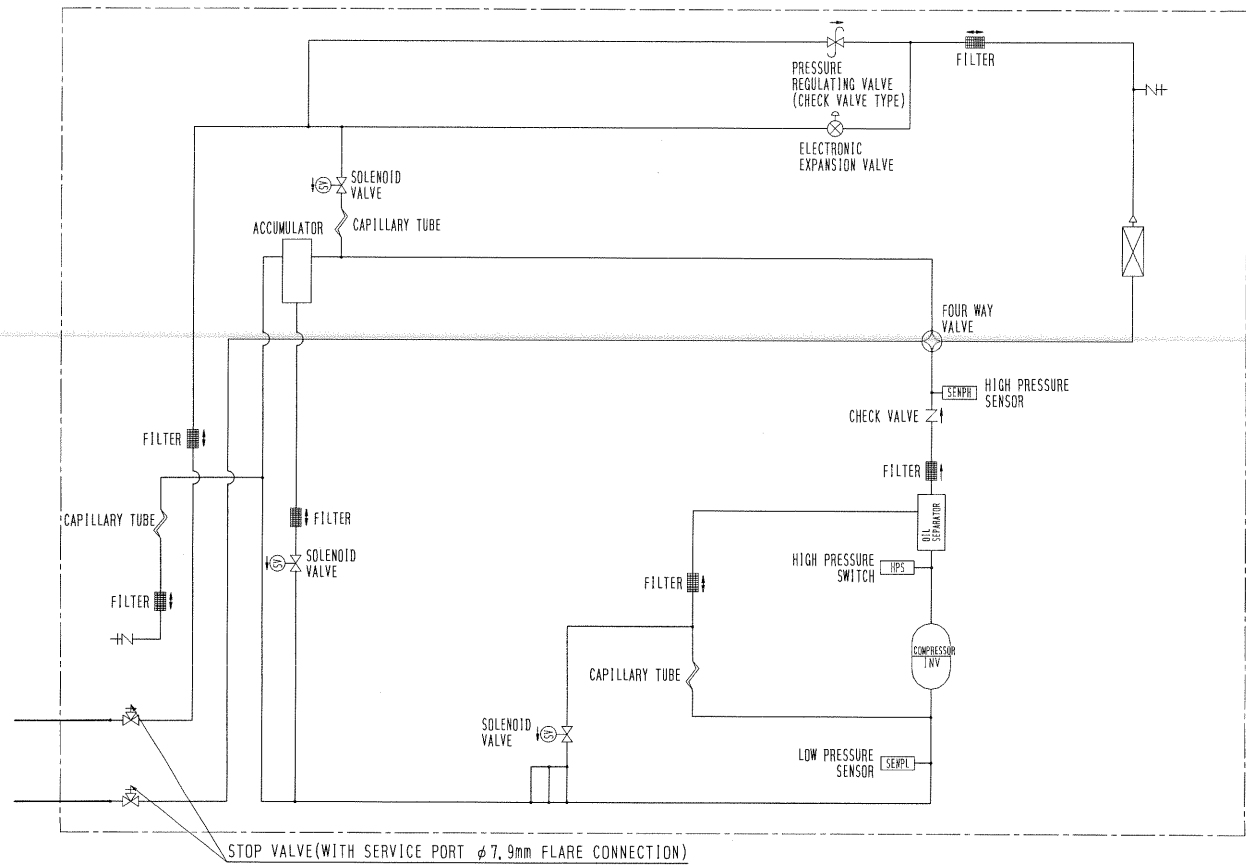 FILTER
PRESSURE
REGULATING VALVE
(CHECK VALVE TYPE)
ELECTRONIC
EXPANSION VALVE
SV
SOLENOID
VALVE
CAPILLARY TUBE
ACCUMULATOR
FOUR WAY
VALVE
SENPH
HIGH PRESSURE
SENSOR
CHECK VALVE
FILTER
FILTER
OIL
SEPARATOR
CAPILLARY TUBE
FILTER
SV
SOLENOID
VALVE
HIGH PRESSURE
SWITCH
HPS
FILTER
FILTER
COMPRESSOR
INV
CAPILLARY TUBE
SOLENOID
VALVE
SV
LOW PRESSURE
SENSOR
SENPL
STOP VALVE(WITH SERVICE PORT φ7,9mm FLARE CONNECTION)